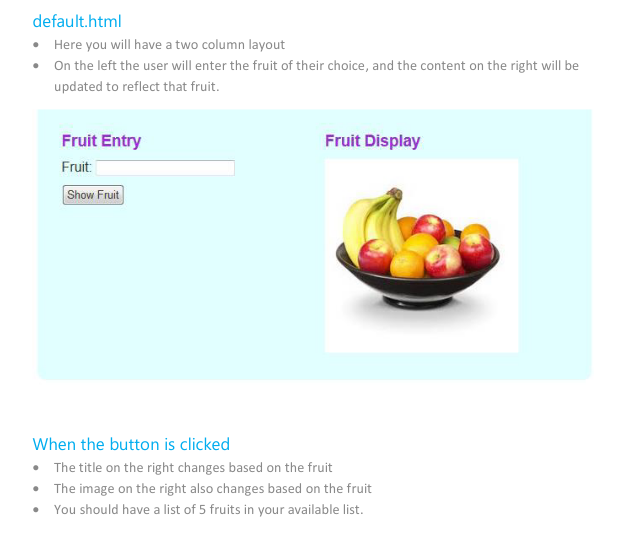 default.html
• Here you will have a two column layout
• On the left the user will enter the fruit of their choice, and the content on the right will be
updated to reflect that fruit.
Fruit Entry
Fruit:
Show Fruit
Fruit Display
When the button is clicked
• The title on the right changes based on the fruit
• The image on the right also changes based on the fruit
• You should have a list of 5 fruits in your available list.